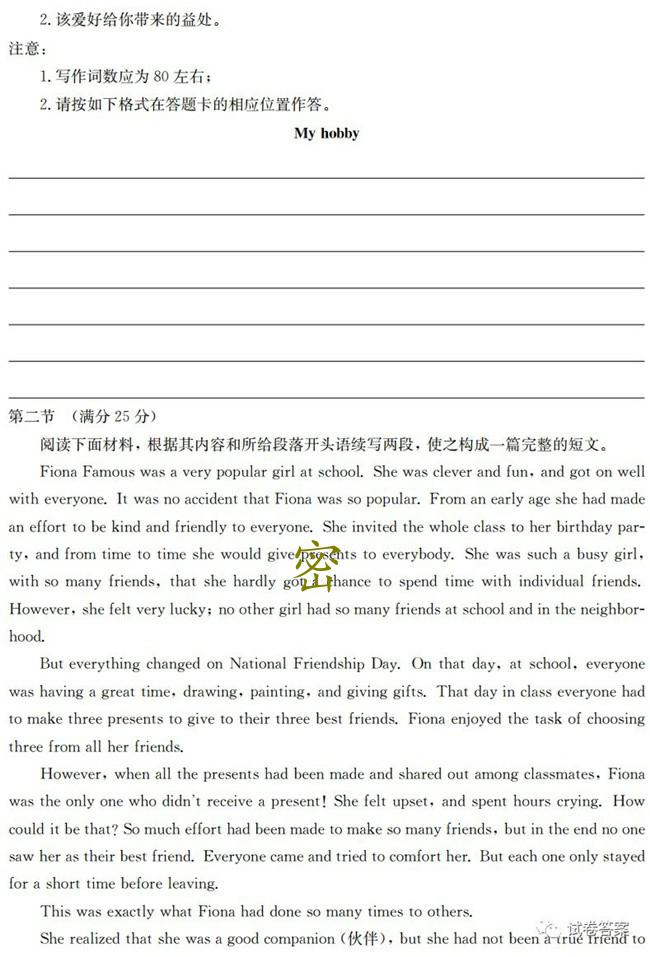 2. 该爱好给你带来的益处。
注意：
1. 写作词数应为 80 左右；
2. 请按如下格式在答题卡的相应位置作答。
My hobby
第二节 （满分 25 分）
阅读下面材料，根据其内容和所给段落开头语续写两段，使之构成一篇完整的短文。
Fiona Famous was a very popular girl at school. She was clever and fun, and got on well
with everyone. It was no accident that Fiona was so popular. From an early age she had made
an effort to be kind and friendly to everyone. She invited the whole class to her birthday par-
ty, and from time to time she would give presents to everybody. She was such a busy girl,
with so many friends, that she hardly got a chance to spend time with individual friends.
密
However, she felt very lucky; no other girl had so many friends at school and in the neighbor-
hood.
But everything changed on National Friendship Day. On that day, at school, everyone
was having a great time, drawing, painting, and giving gifts. That day in class everyone had
to make three presents to give to their three best friends. Fiona enjoyed the task of choosing
three from all her friends.
However, when all the presents had been made and shared out among classmates, Fiona
was the only one who didn't receive a present! She felt upset, and spent hours crying. How
could it be that? So much effort had been made to make so many friends, but in the end no one
saw her as their best friend. Everyone came and tried to comfort her. But each one only stayed
for a short time before leaving.
This was exactly what Fiona had done so many times to others.
She realized that she was a good companion (伙伴), but she had not been a true friend to
试卷答案